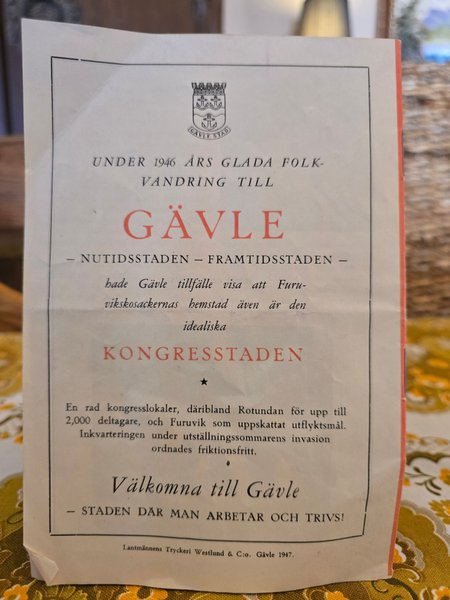 GÄVLE STAD
UNDER 1946 ÅRS GLADA FOLK-
VANDRING TILL
GÄVLE
– NUTIDSSTADEN – FRAMTIDSSTADEN –
hade Gävle tillfälle visa att Furu-
vikskosackernas hemstad även är den
idealiska
KONGRESSTADEN
En rad kongresslokaler, däribland Rotundan för upp till
2,000 deltagare, och Furuvik som uppskattat utflyktsmål.
Inkvarteringen under utställningssommarens invasion
ordnades friktionsfritt.
Välkomna till Gävle
– STADEN DÄR MAN ARBETAR OCH TRIVS!
Lantmännens Tryckeri Westlund & C:o. Gävle 1947.